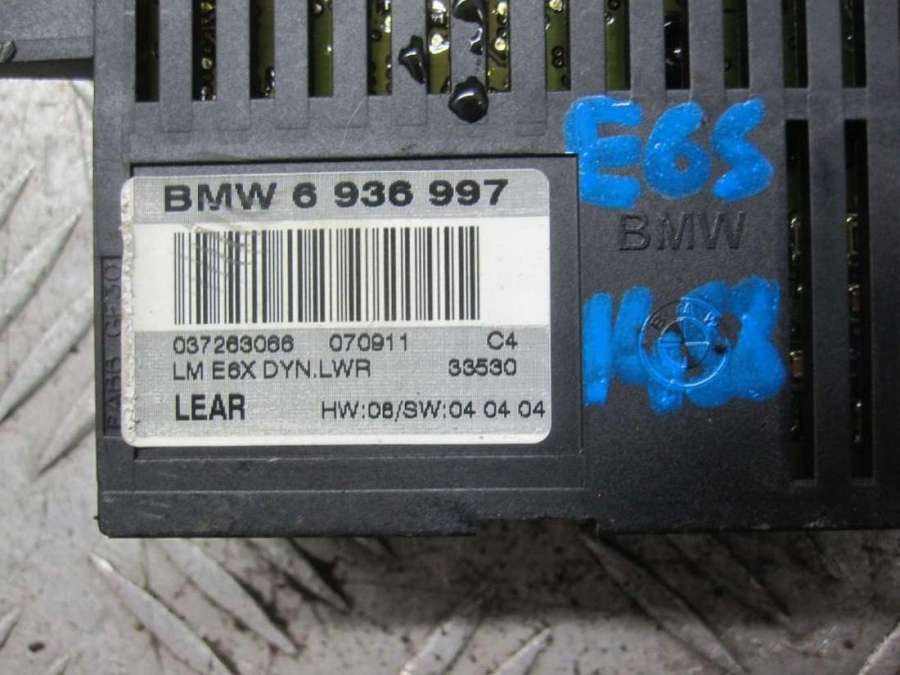 E65
BMW 6 936 997
BMW
037263066 070911 C4
LM E6X DYN.LWR 33530
LEAR HW:06/SW:04 04 04